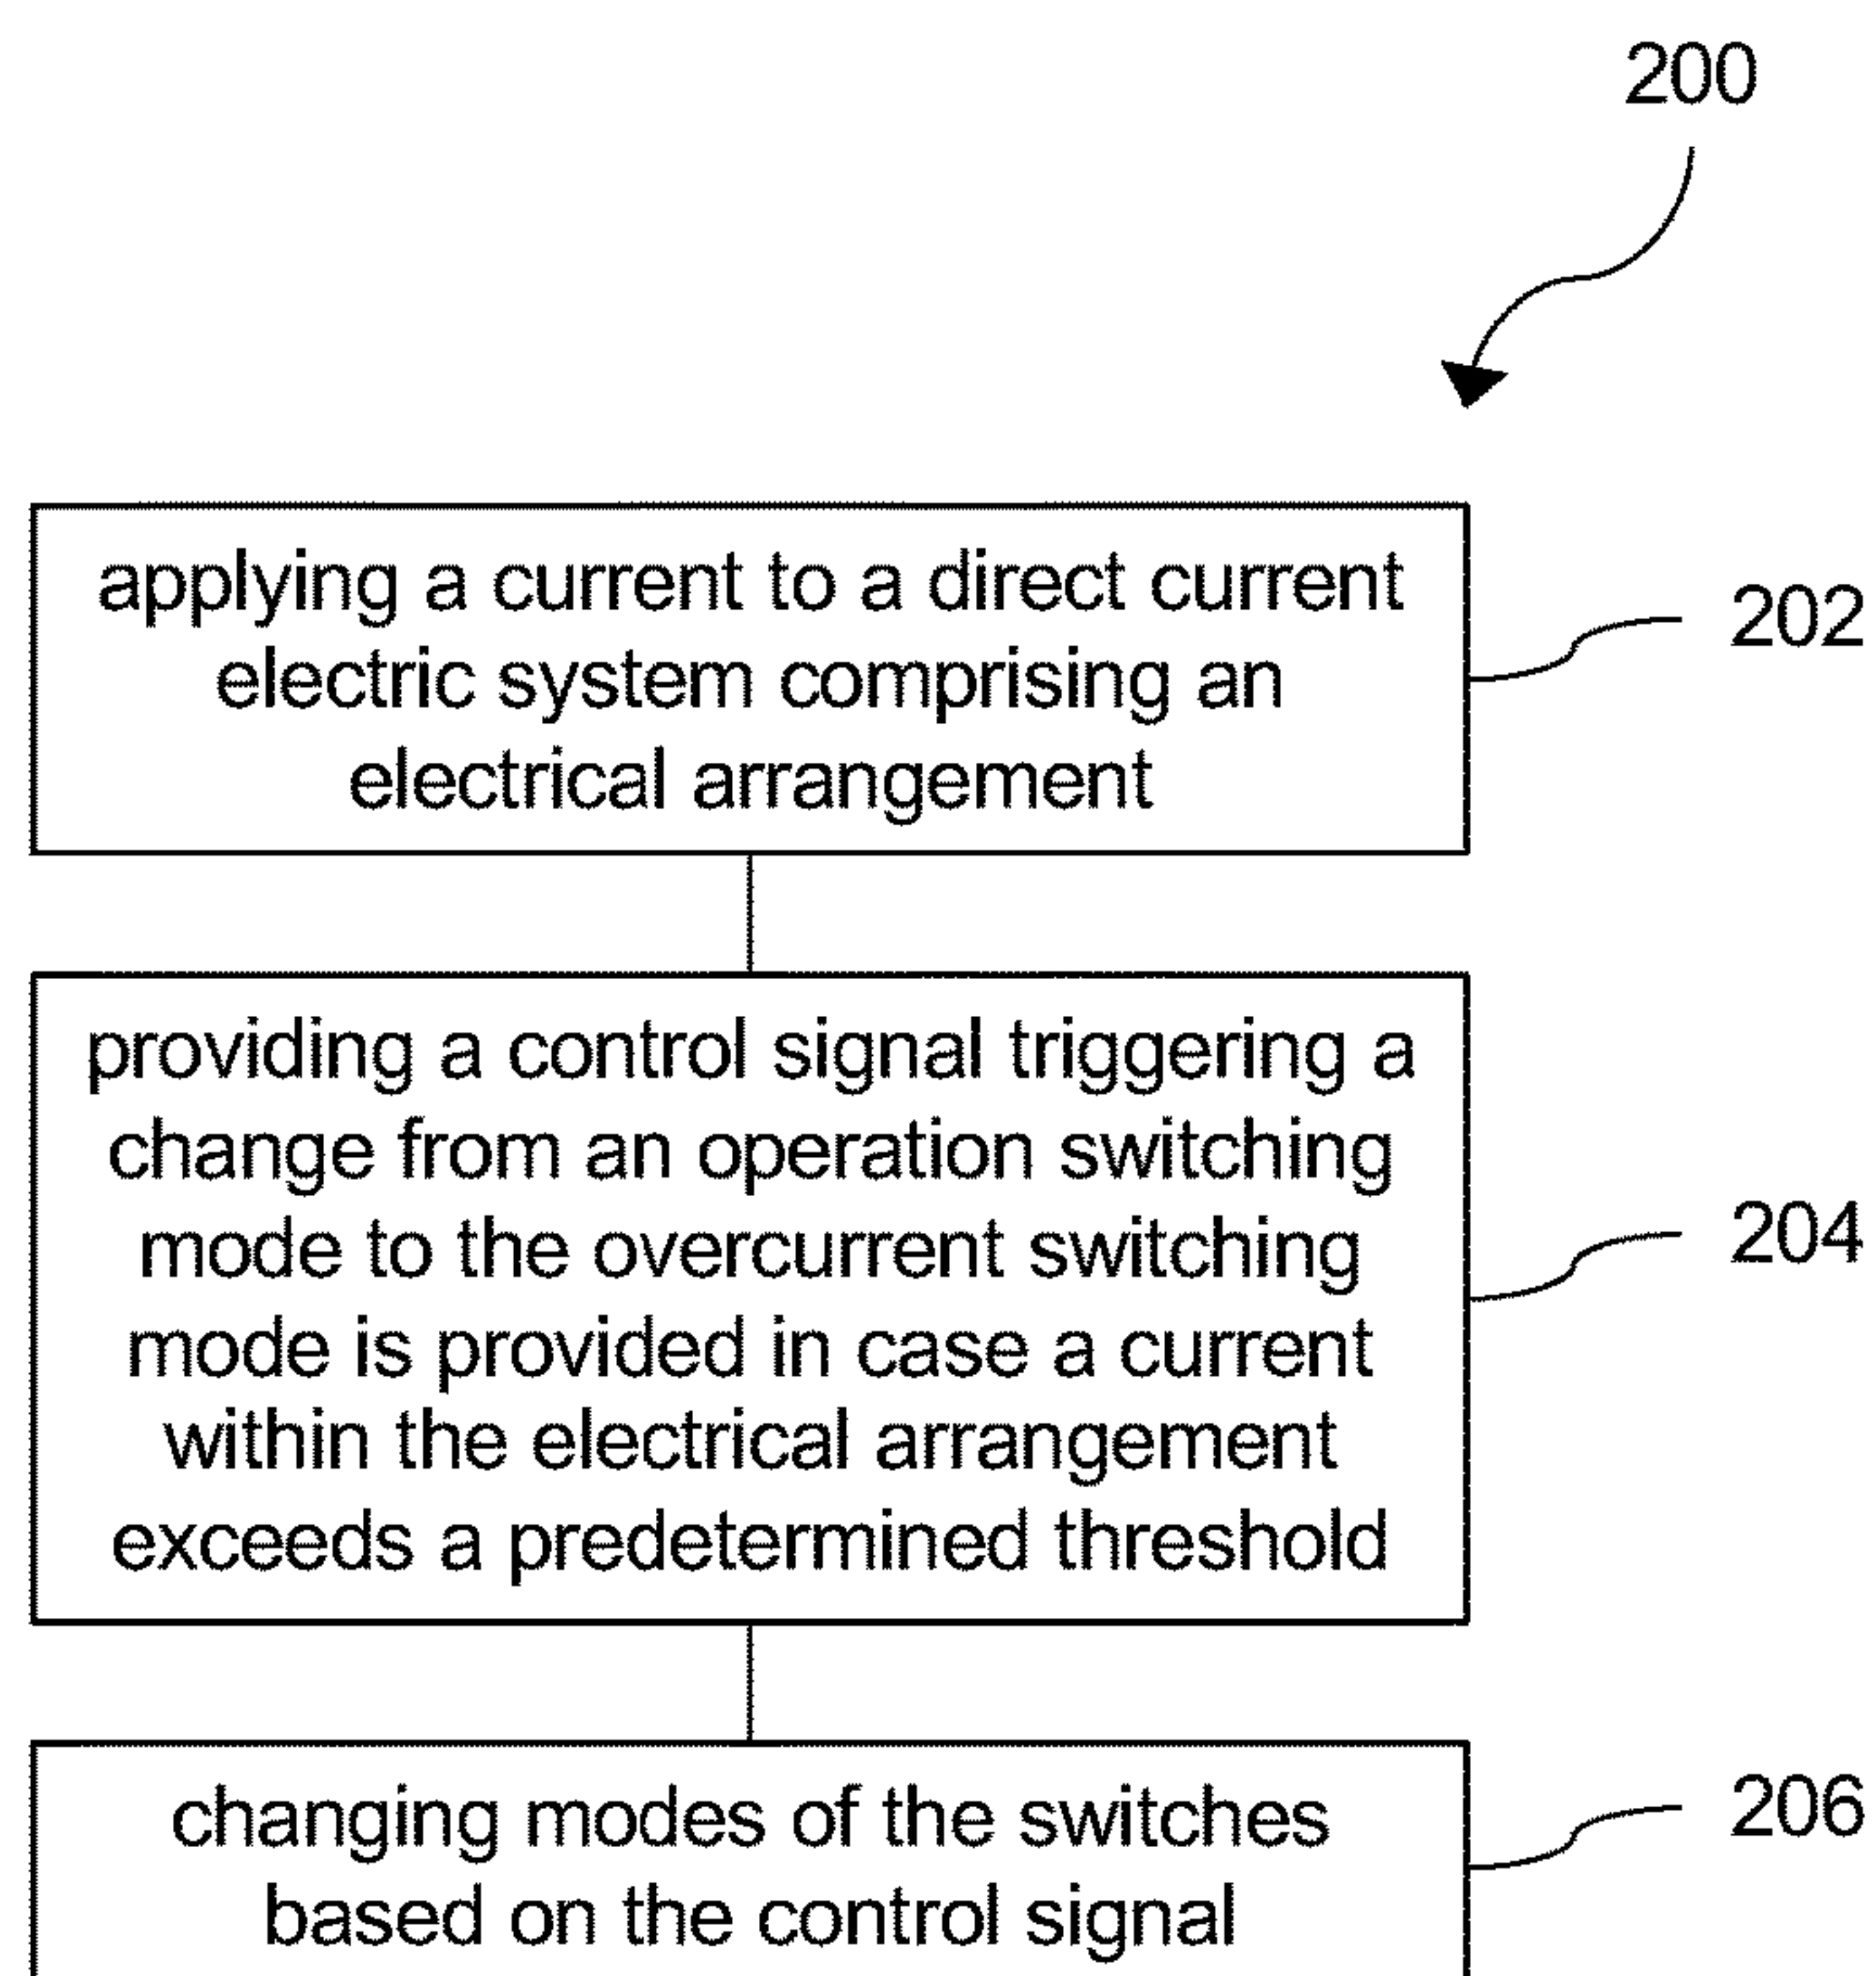 200
applying a current to a direct current
electric system comprising an
electrical arrangement
202
providing a control signal triggering a
change from an operation switching
mode to the overcurrent switching
mode is provided in case a current
within the electrical arrangement
exceeds a predetermined threshold
204
changing modes of the switches
based on the control signal
206